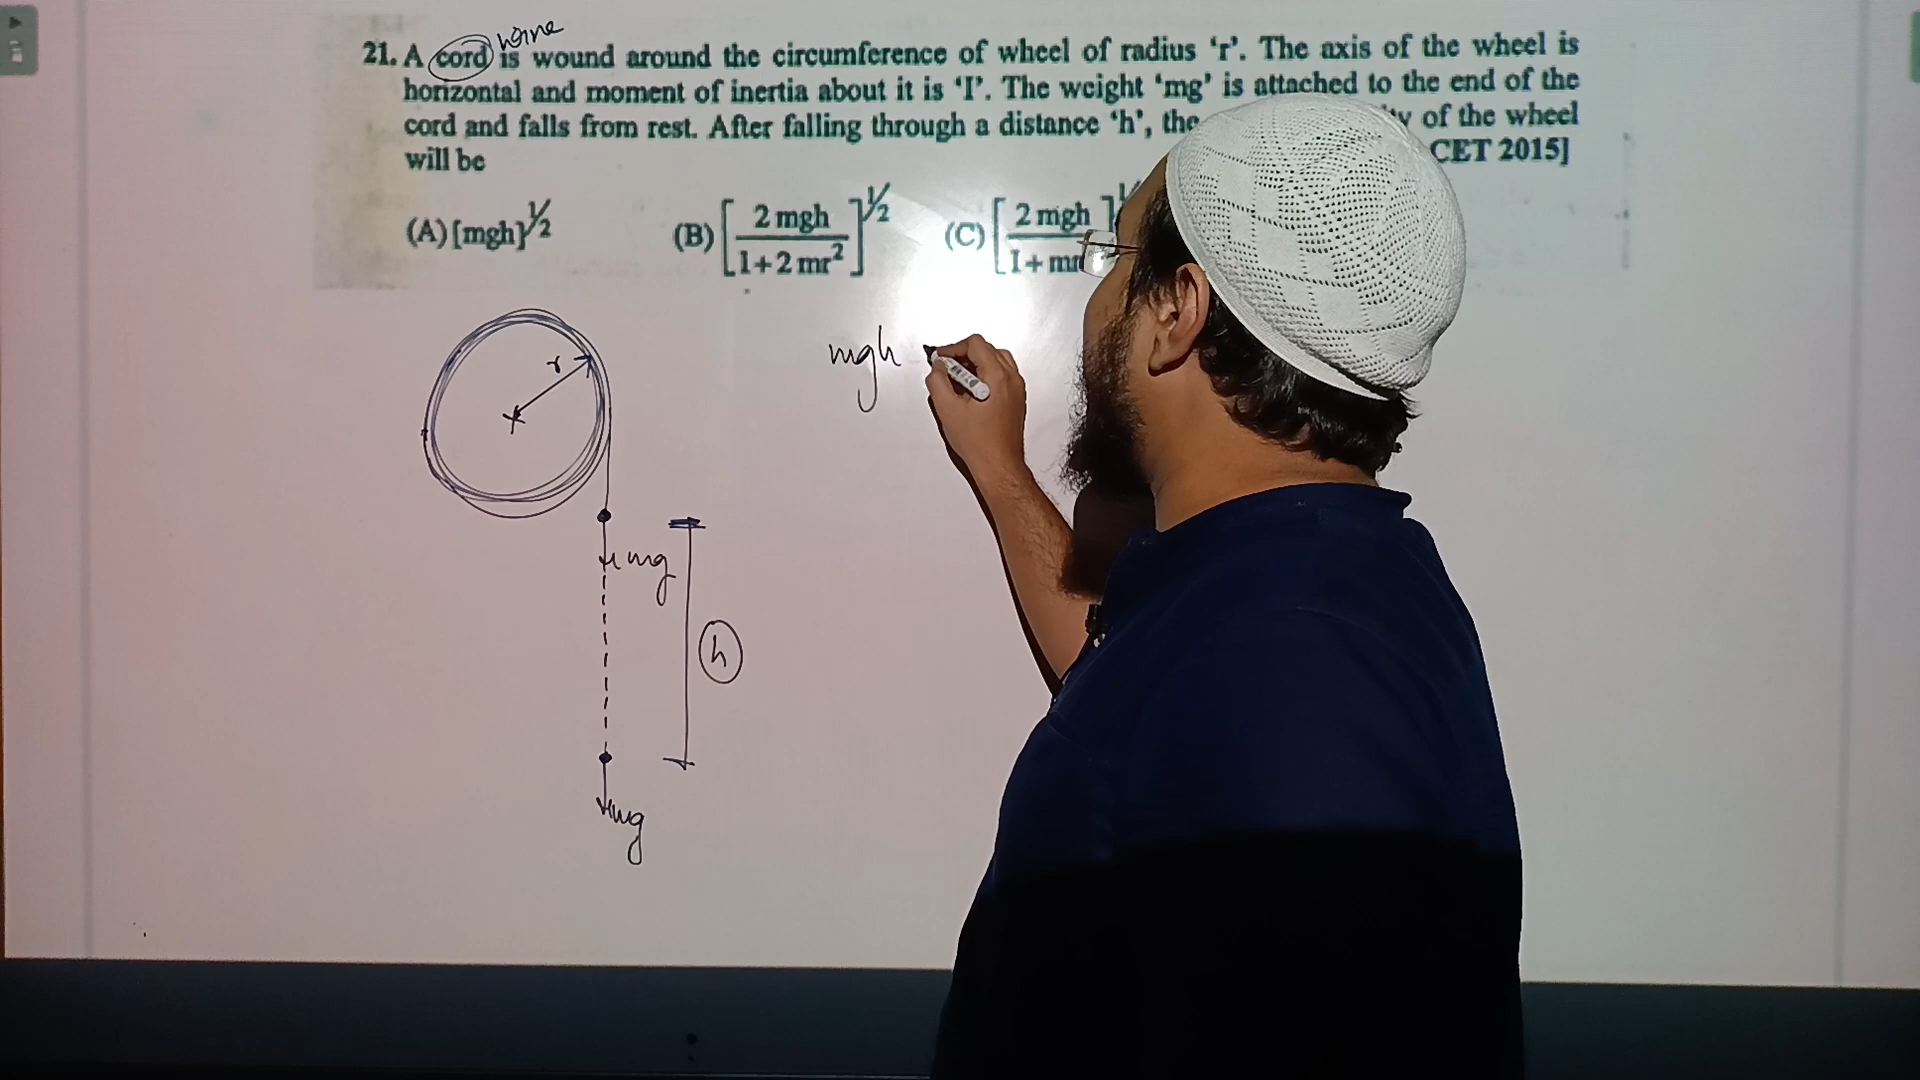 wire
21. A cord is wound around the circumference of wheel of radius ‘r’. The axis of the wheel is
horizontal and moment of inertia about it is ‘I’. The weight ‘mg’ is attached to the end of the
cord and falls from rest. After falling through a distance ‘h’, the of the wheel
will be CET 2015]
(A) [mgh]^½ (B) [2 mgh / I+2 mr²]^½ (C) [2 mgh / I+
mgh
r
mg
h
mg